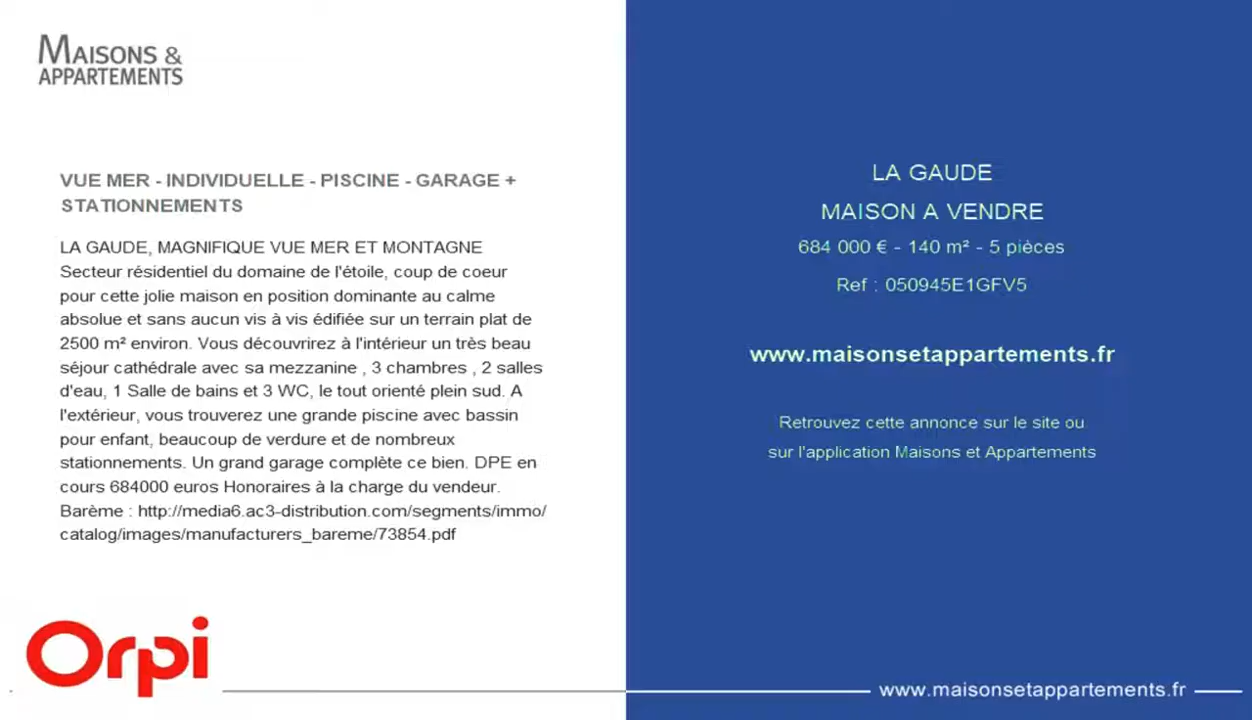 MAISONS &
APPARTEMENTS
VUE MER - INDIVIDUELLE - PISCINE - GARAGE +
STATIONNEMENTS
LA GAUDE, MAGNIFIQUE VUE MER ET MONTAGNE
Secteur résidentiel du domaine de l'étoile, coup de coeur
pour cette jolie maison en position dominante au calme
absolue et sans aucun vis à vis édifiée sur un terrain plat de
2500 m² environ. Vous découvrirez à l'intérieur un très beau
séjour cathédrale avec sa mezzanine , 3 chambres , 2 salles
d'eau, 1 Salle de bains et 3 WC, le tout orienté plein sud. A
l'extérieur, vous trouverez une grande piscine avec bassin
pour enfant, beaucoup de verdure et de nombreux
stationnements. Un grand garage complète ce bien. DPE en
cours 684000 euros Honoraires à la charge du vendeur.
Barème : http://media6.ac3-distribution.com/segments/immo/
catalog/images/manufacturers_bareme/73854.pdf
Orpi
LA GAUDE
MAISON A VENDRE
684 000 € - 140 m² - 5 pièces
Ref : 050945E1GFV5
www.maisonsetappartements.fr
Retrouvez cette annonce sur le site ou
sur l'application Maisons et Appartements
www.maisonsetappartements.fr